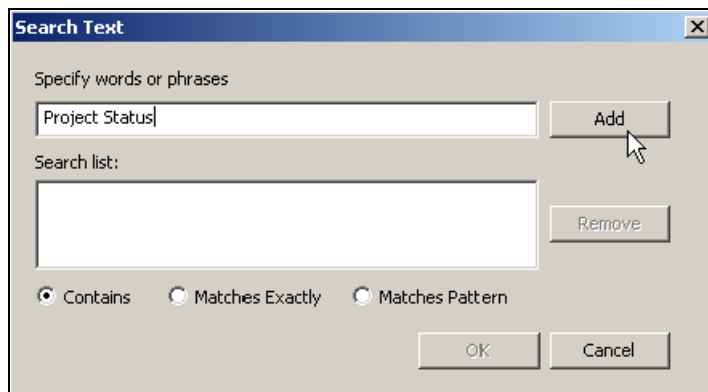 Search Text
Specify words or phrases
Project Status
Add
Search list:
Remove
Contains
Matches Exactly
Matches Pattern
OK
Cancel